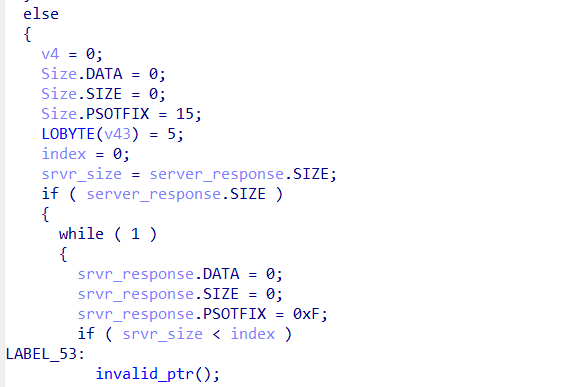 else
{
v4 = 0;
Size.DATA = 0;
Size.SIZE = 0;
Size.PSOTFIX = 15;
LOBYTE(v43) = 5;
index = 0;
srvr_size = server_response.SIZE;
if ( server_response.SIZE )
{
while ( 1 )
{
srvr_response.DATA = 0;
srvr_response.SIZE = 0;
srvr_response.PSOTFIX = 0xF;
if ( srvr_size < index )
LABEL_53:
invalid_ptr();